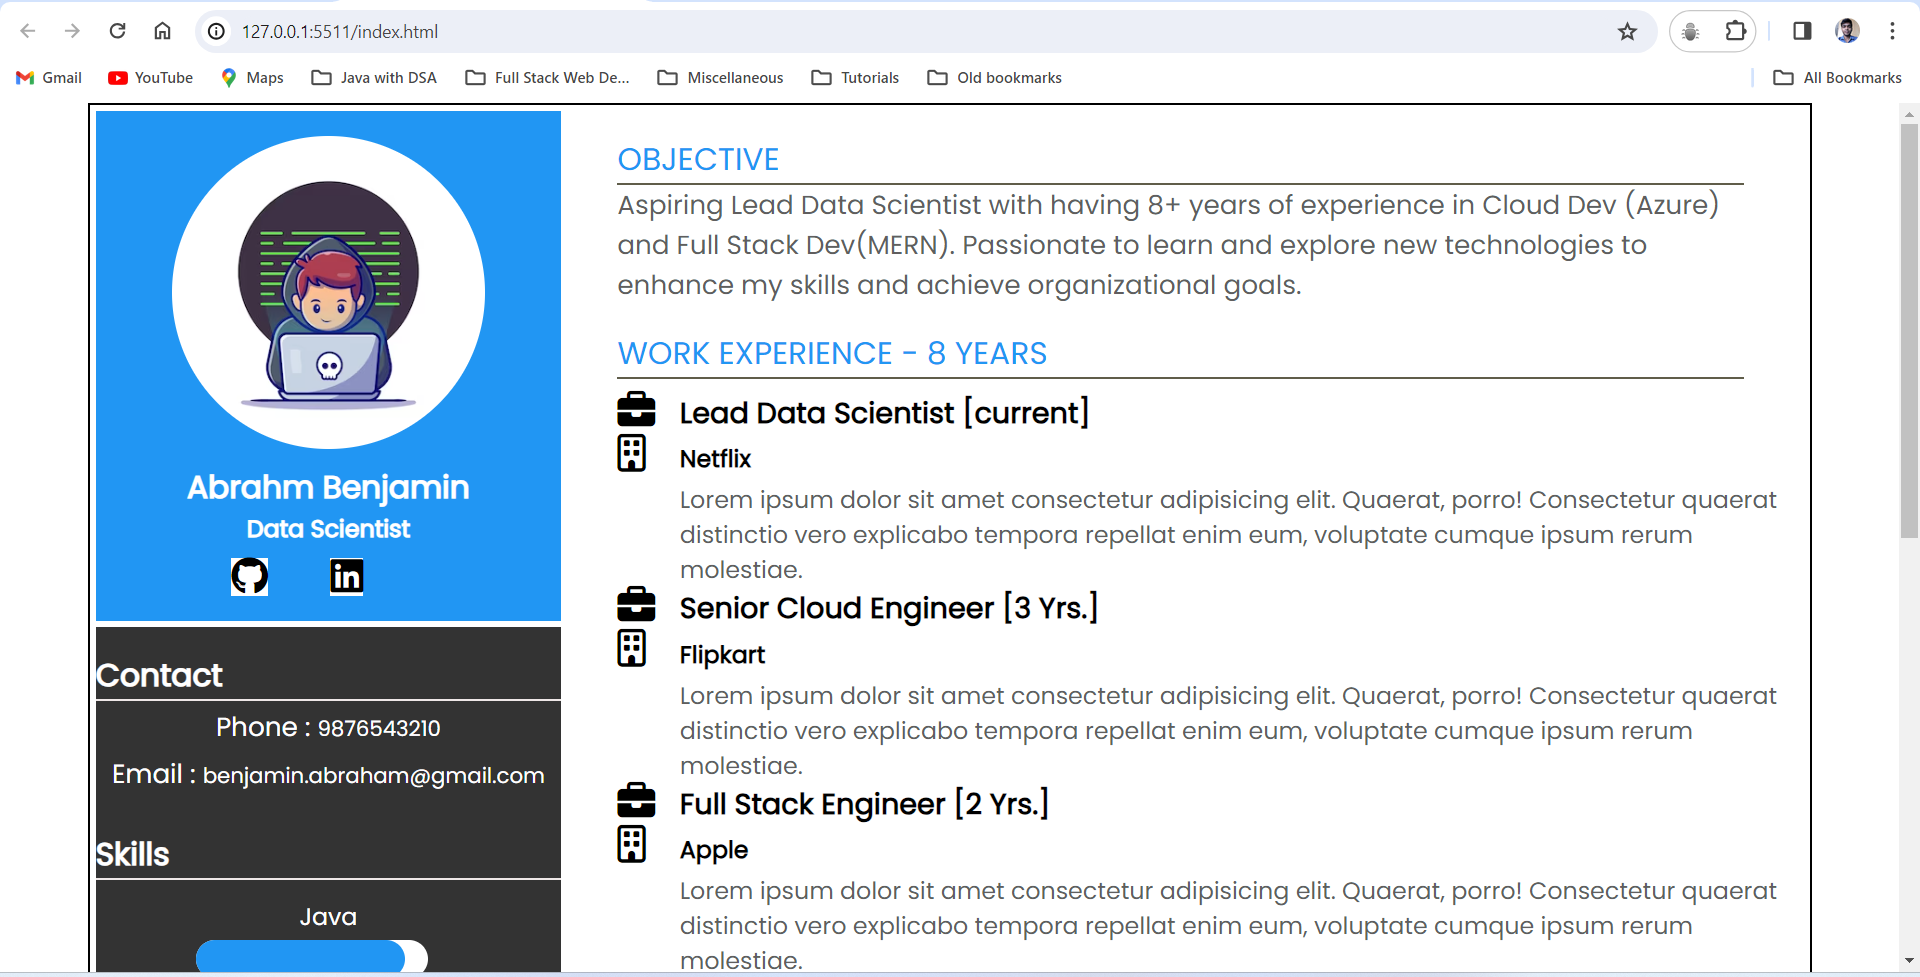 127.0.0.1:5511/index.html
Gmail
YouTube
Maps
Java with DSA
Full Stack Web De...
Miscellaneous
Tutorials
Old bookmarks
All Bookmarks
Abrahm Benjamin
Data Scientist
in
Contact
Phone : 9876543210
Email : benjamin.abraham@gmail.com
Skills
Java
OBJECTIVE
Aspiring Lead Data Scientist with having 8+ years of experience in Cloud Dev (Azure)
and Full Stack Dev(MERN). Passionate to learn and explore new technologies to
enhance my skills and achieve organizational goals.
WORK EXPERIENCE - 8 YEARS
Lead Data Scientist [current]
Netflix
Lorem ipsum dolor sit amet consectetur adipisicing elit. Quaerat, porro! Consectetur quaerat
distinctio vero explicabo tempora repellat enim eum, voluptate cumque ipsum rerum
molestiae.
Senior Cloud Engineer [3 Yrs.]
Flipkart
Lorem ipsum dolor sit amet consectetur adipisicing elit. Quaerat, porro! Consectetur quaerat
distinctio vero explicabo tempora repellat enim eum, voluptate cumque ipsum rerum
molestiae.
Full Stack Engineer [2 Yrs.]
Apple
Lorem ipsum dolor sit amet consectetur adipisicing elit. Quaerat, porro! Consectetur quaerat
distinctio vero explicabo tempora repellat enim eum, voluptate cumque ipsum rerum
molestiae.